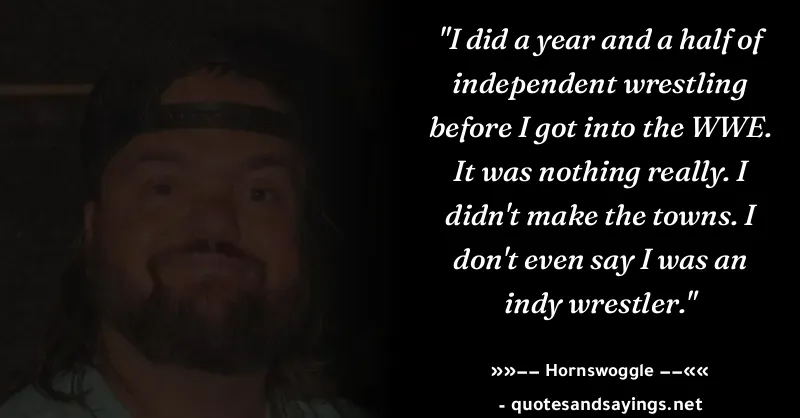 "I did a year and a half of
independent wrestling
before I got into the WWE.
It was nothing really. I
didn't make the towns. I
don't even say I was an
indy wrestler."
»»−− Hornswoggle −−««
- quotesandsayings.net